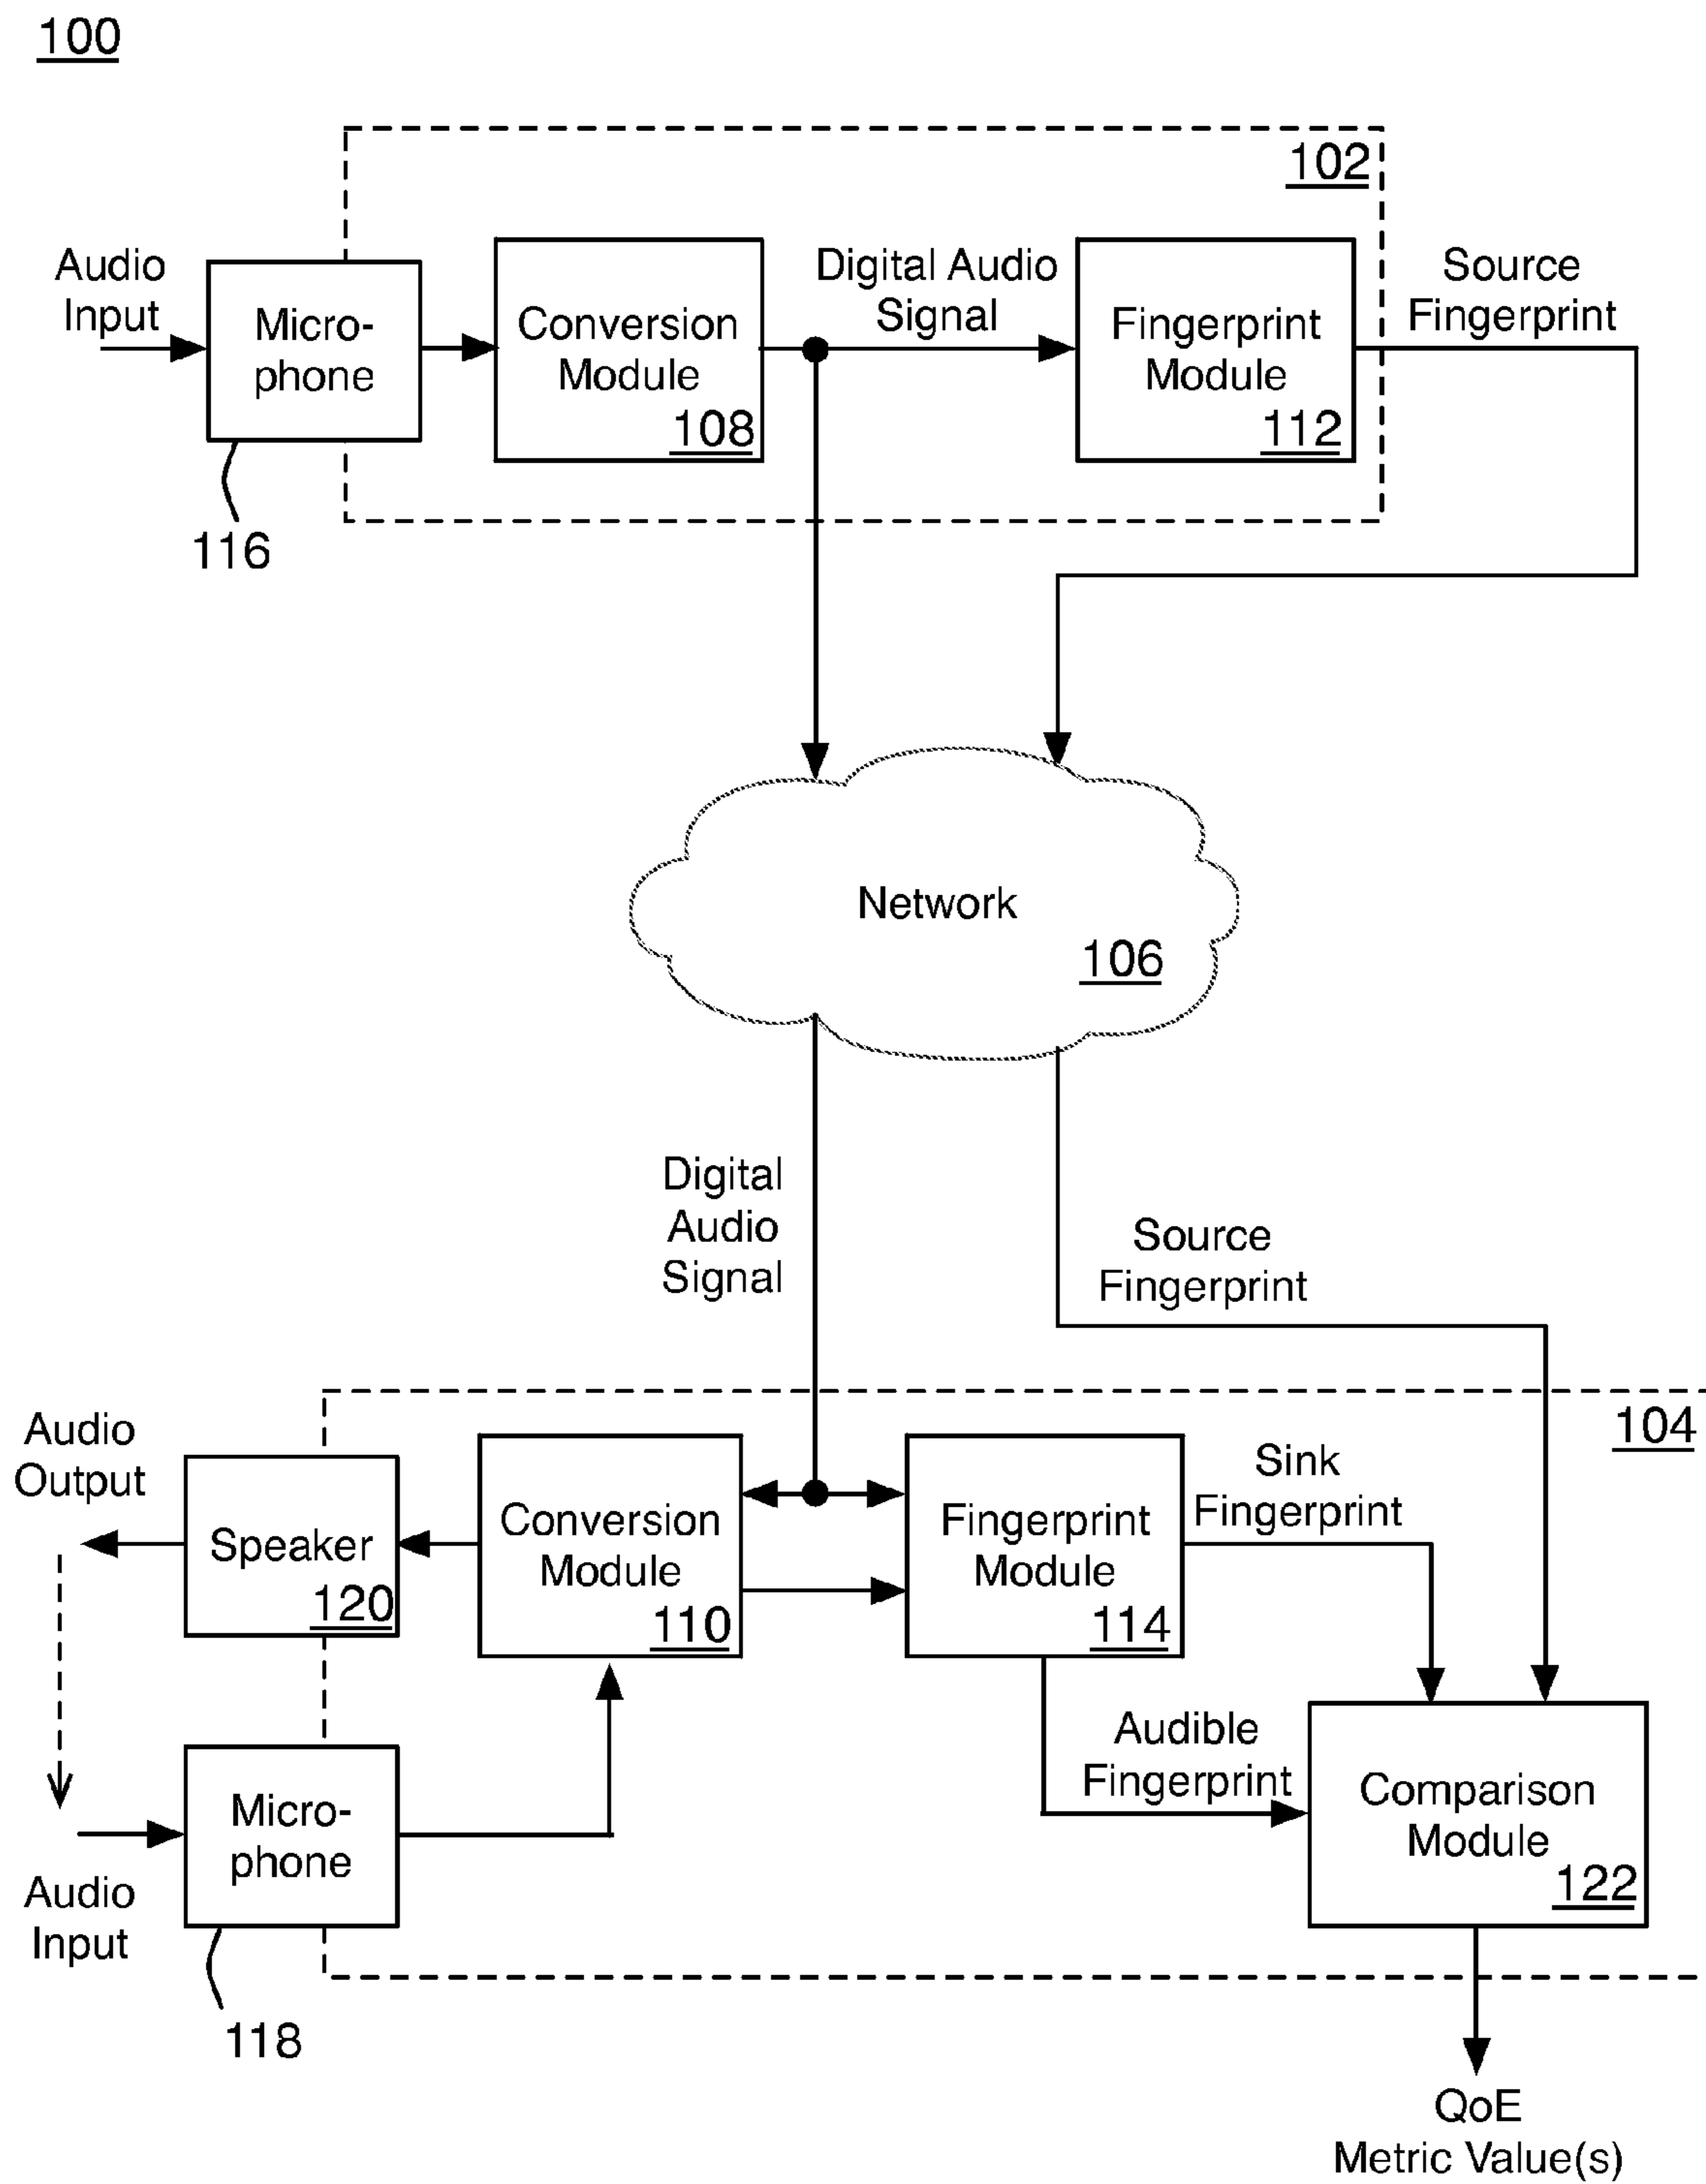 100
102
Audio
Input
Micro-
phone
116
Conversion
Module
108
Digital Audio
Signal
Fingerprint
Module
112
Source
Fingerprint
Network
106
Digital
Audio
Signal
Source
Fingerprint
104
Audio
Output
Speaker
120
Conversion
Module
110
Fingerprint
Module
114
Sink
Fingerprint
Audible
Fingerprint
Audio
Input
Micro-
phone
118
Comparison
Module
122
QoE
Metric Value(s)